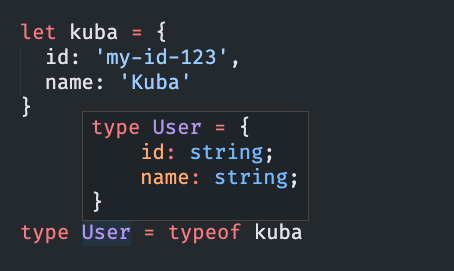 let kuba = {
  id: 'my-id-123',
  name: 'Kuba'
}
type User = {
    id: string;
    name: string;
}
type User = typeof kuba